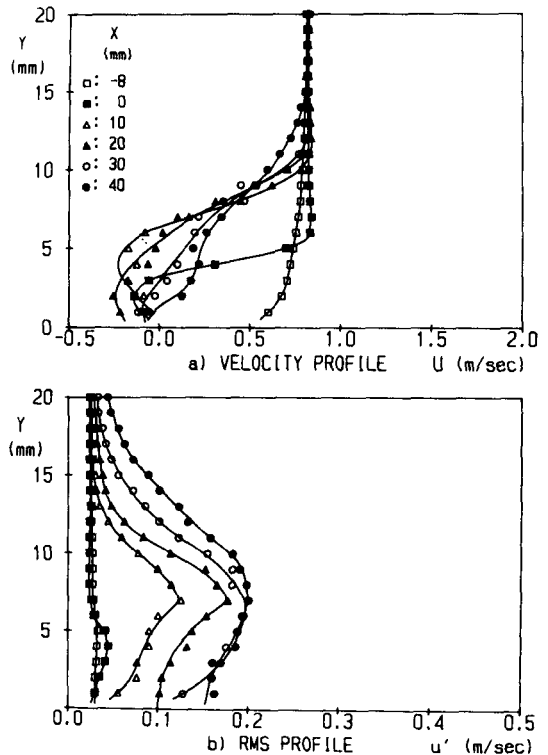 20
Y
(mm)
15
10
5
0
X
(mm)
□: -8
■: 0
△: 10
▲: 20
○: 30
●: 40
-0.5 0.0 0.5 1.0 1.5 2.0
a) VELOCITY PROFILE U (m/sec)
20
Y
(mm)
15
10
5
0
0.0 0.1 0.2 0.3 0.4 0.5
b) RMS PROFILE u' (m/sec)